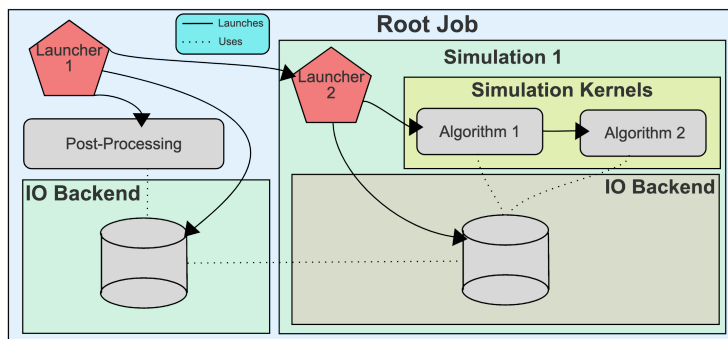 Root Job
Launcher
1
Launches
Uses
Simulation 1
Launcher
2
Simulation Kernels
Algorithm 1
Algorithm 2
Post-Processing
IO Backend
IO Backend